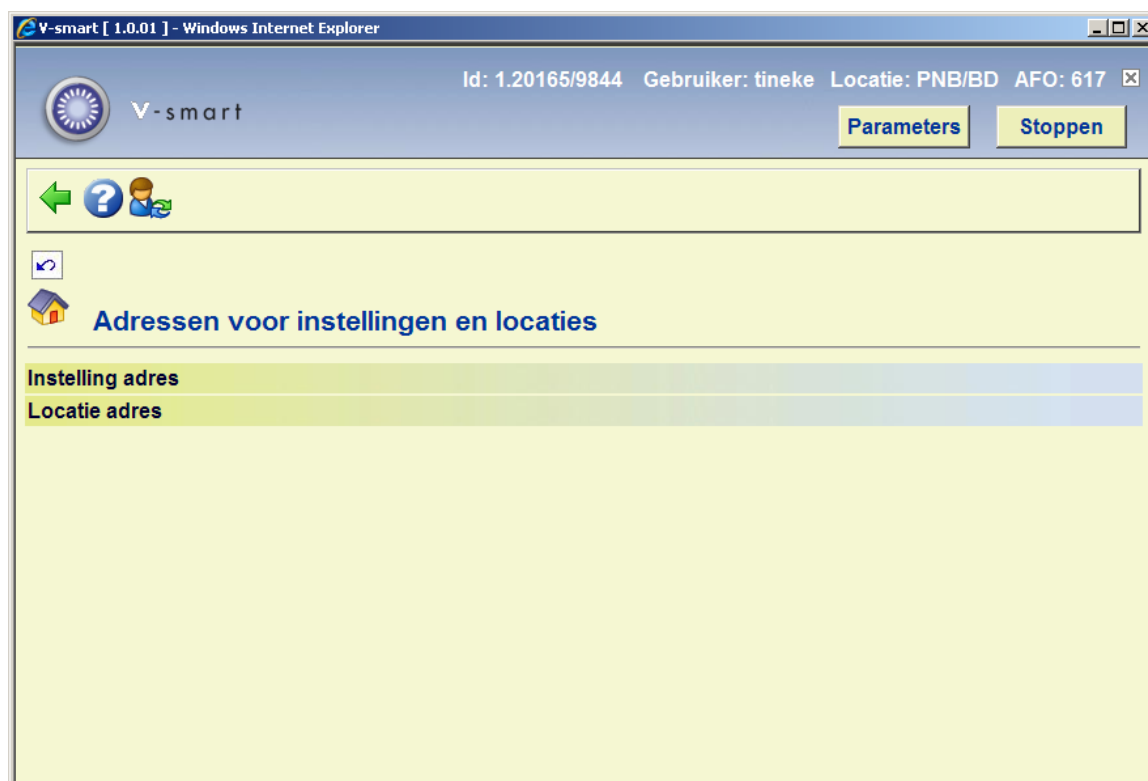 V-smart [ 1.0.01 ] - Windows Internet Explorer
Id: 1.20165/9844 Gebruiker: tineke Locatie: PNB/BD AFO: 617
V-smart
Parameters Stoppen
Adressen voor instellingen en locaties
Instelling adres
Locatie adres